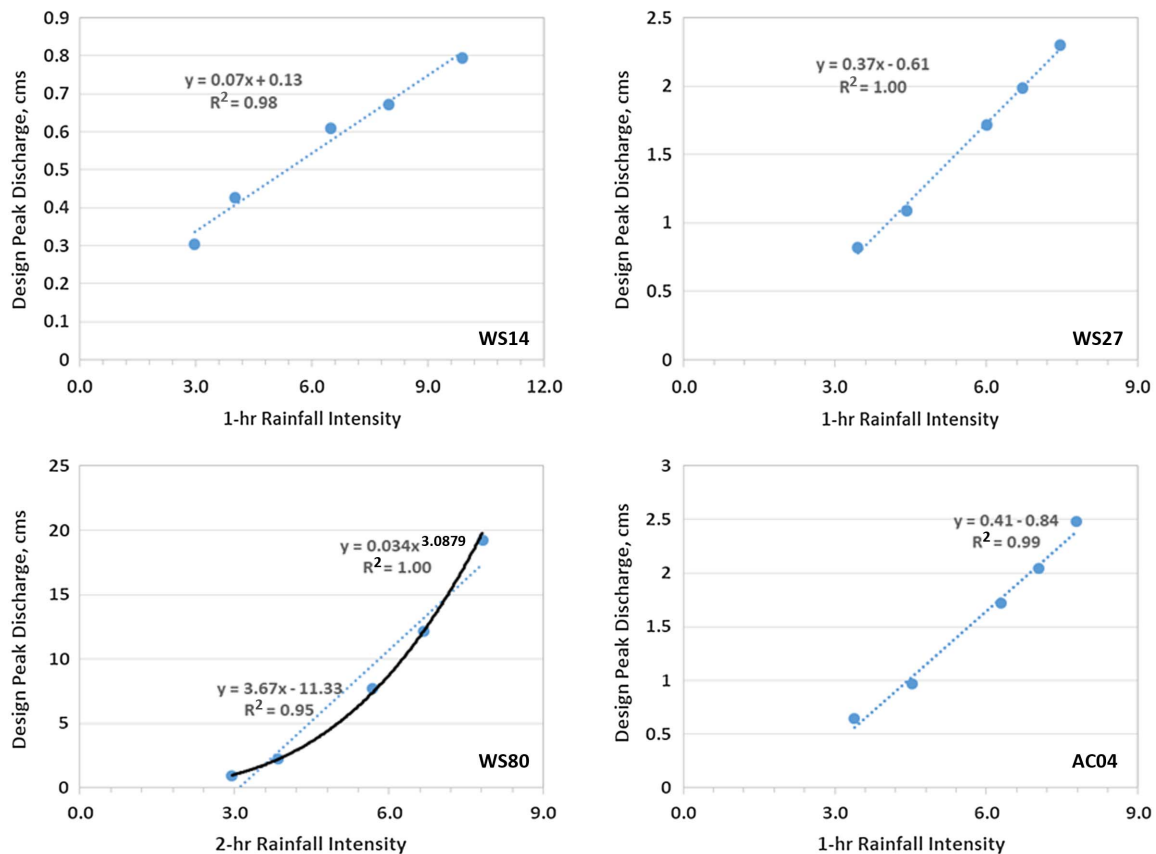 Design Peak Discharge, cms
0.9
0.8
0.7
0.6
0.5
0.4
0.3
0.2
0.1
0
y = 0.07x + 0.13
R² = 0.98
WS14
0.0 3.0 6.0 9.0 12.0
1-hr Rainfall Intensity
Design Peak Discharge, cms
2.5
2
1.5
1
0.5
0
y = 0.37x - 0.61
R² = 1.00
WS27
0.0 3.0 6.0 9.0
1-hr Rainfall Intensity
Design Peak Discharge, cms
25
20
15
10
5
0
y = 0.034x^3.0879
R² = 1.00
y = 3.67x - 11.33
R² = 0.95
WS80
0.0 3.0 6.0 9.0
2-hr Rainfall Intensity
Design Peak Discharge, cms
3
2.5
2
1.5
1
0.5
0
y = 0.41 - 0.84
R² = 0.99
AC04
0.0 3.0 6.0 9.0
1-hr Rainfall Intensity